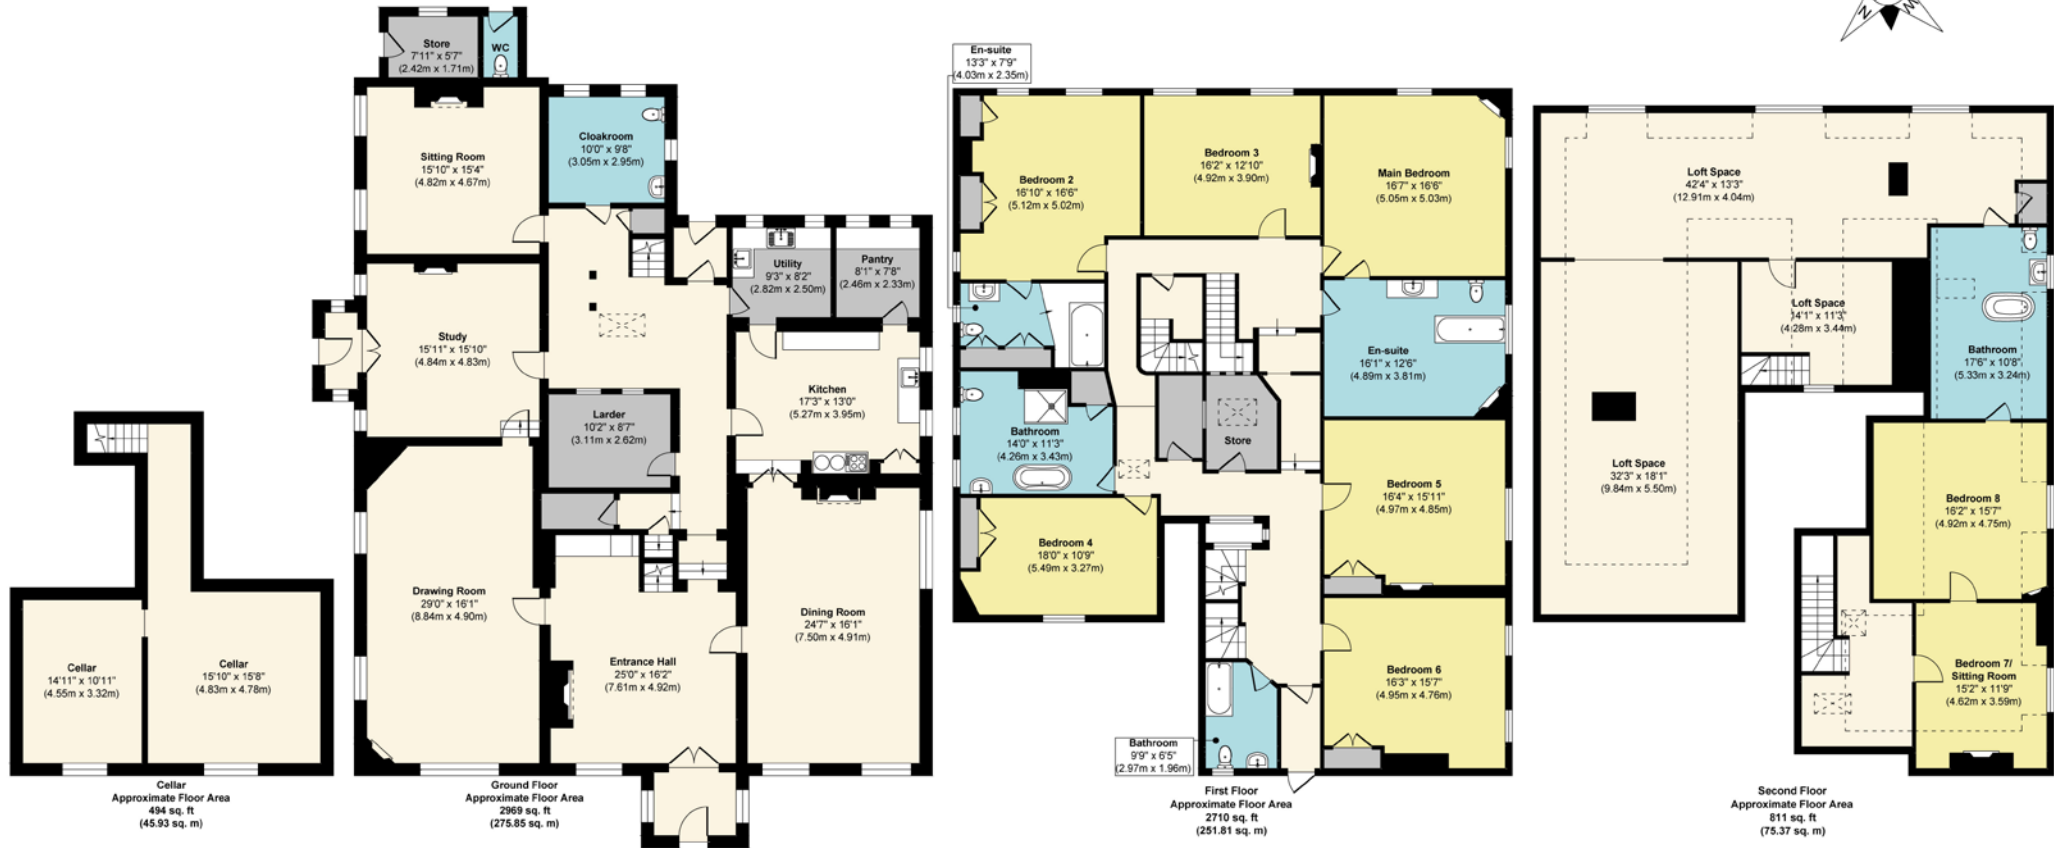 Store
7'11" x 5'7"
(2.42m x 1.71m)
WC
Sitting Room
15'10" x 15'4"
(4.82m x 4.67m)
Cloakroom
10'0" x 9'8"
(3.05m x 2.95m)
Utility
9'3" x 8'2"
(2.82m x 2.50m)
Pantry
8'1" x 7'8"
(2.46m x 2.33m)
Study
15'11" x 15'10"
(4.84m x 4.83m)
Kitchen
17'3" x 13'0"
(5.27m x 3.95m)
Larder
10'2" x 8'7"
(3.11m x 2.62m)
Drawing Room
29'0" x 16'1"
(8.84m x 4.90m)
Dining Room
24'7" x 16'1"
(7.50m x 4.91m)
Entrance Hall
25'0" x 16'2"
(7.61m x 4.92m)
Cellar
14'11" x 10'11"
(4.55m x 3.32m)
Cellar
15'10" x 15'8"
(4.83m x 4.78m)
Cellar
Approximate Floor Area
494 sq. ft
(45.93 sq. m)
Ground Floor
Approximate Floor Area
2969 sq. ft
(275.85 sq. m)
En-suite
13'3" x 7'9"
(4.03m x 2.35m)
Bedroom 2
16'10" x 16'6"
(5.12m x 5.02m)
Bedroom 3
16'2" x 12'10"
(4.92m x 3.90m)
Main Bedroom
16'7" x 16'6"
(5.05m x 5.03m)
En-suite
16'1" x 12'6"
(4.89m x 3.81m)
Bathroom
14'0" x 11'3"
(4.26m x 3.43m)
Store
Bedroom 5
16'4" x 15'11"
(4.97m x 4.85m)
Bedroom 4
18'0" x 10'9"
(5.49m x 3.27m)
Bedroom 6
16'3" x 15'7"
(4.95m x 4.76m)
Bathroom
9'9" x 6'5"
(2.97m x 1.96m)
First Floor
Approximate Floor Area
2710 sq. ft
(251.81 sq. m)
N
W
Loft Space
42'4" x 13'3"
(12.91m x 4.04m)
Loft Space
14'1" x 11'3"
(4.28m x 3.44m)
Bathroom
17'6" x 10'8"
(5.33m x 3.24m)
Loft Space
32'3" x 18'1"
(9.84m x 5.50m)
Bedroom 8
16'2" x 15'7"
(4.92m x 4.75m)
Bedroom 7/
Sitting Room
15'2" x 11'9"
(4.62m x 3.59m)
Second Floor
Approximate Floor Area
811 sq. ft
(75.37 sq. m)